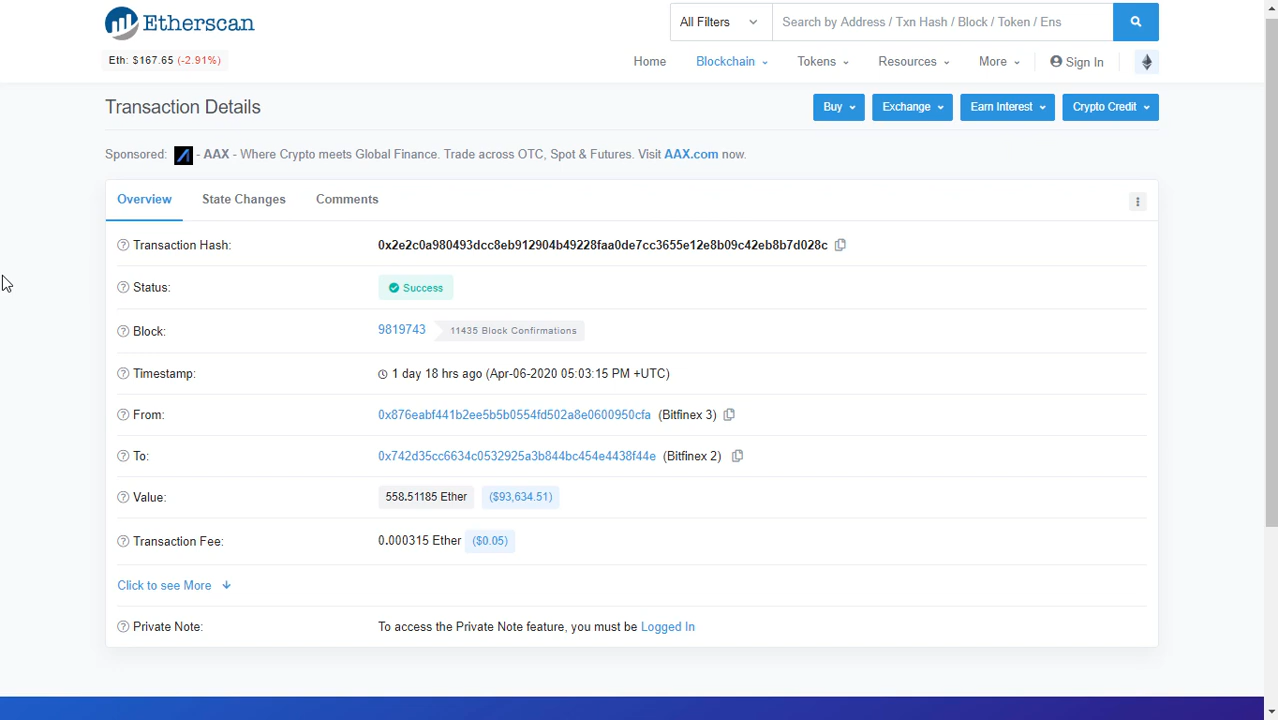 Etherscan
All Filters
Search by Address / Txn Hash / Block / Token / Ens
Eth: $167.65 (-2.91%)
Home Blockchain Tokens Resources More Sign In
Transaction Details
Buy Exchange Earn Interest Crypto Credit
Sponsored: - AAX - Where Crypto meets Global Finance. Trade across OTC, Spot & Futures. Visit AAX.com now.
Overview State Changes Comments
Transaction Hash: 0x2e2c0a980493dcc8eb912904b49228faa0de7cc3655e12e8b09c42eb8b7d028c
Status: Success
Block: 9819743 11435 Block Confirmations
Timestamp: 1 day 18 hrs ago (Apr-06-2020 05:03:15 PM +UTC)
From: 0x876eabf441b2ee5b5b0554fd502a8e0600950cfa (Bitfinex 3)
To: 0x742d35cc6634c0532925a3b844bc454e4438f44e (Bitfinex 2)
Value: 558.51185 Ether ($93,634.51)
Transaction Fee: 0.000315 Ether ($0.05)
Click to see More
Private Note: To access the Private Note feature, you must be Logged In